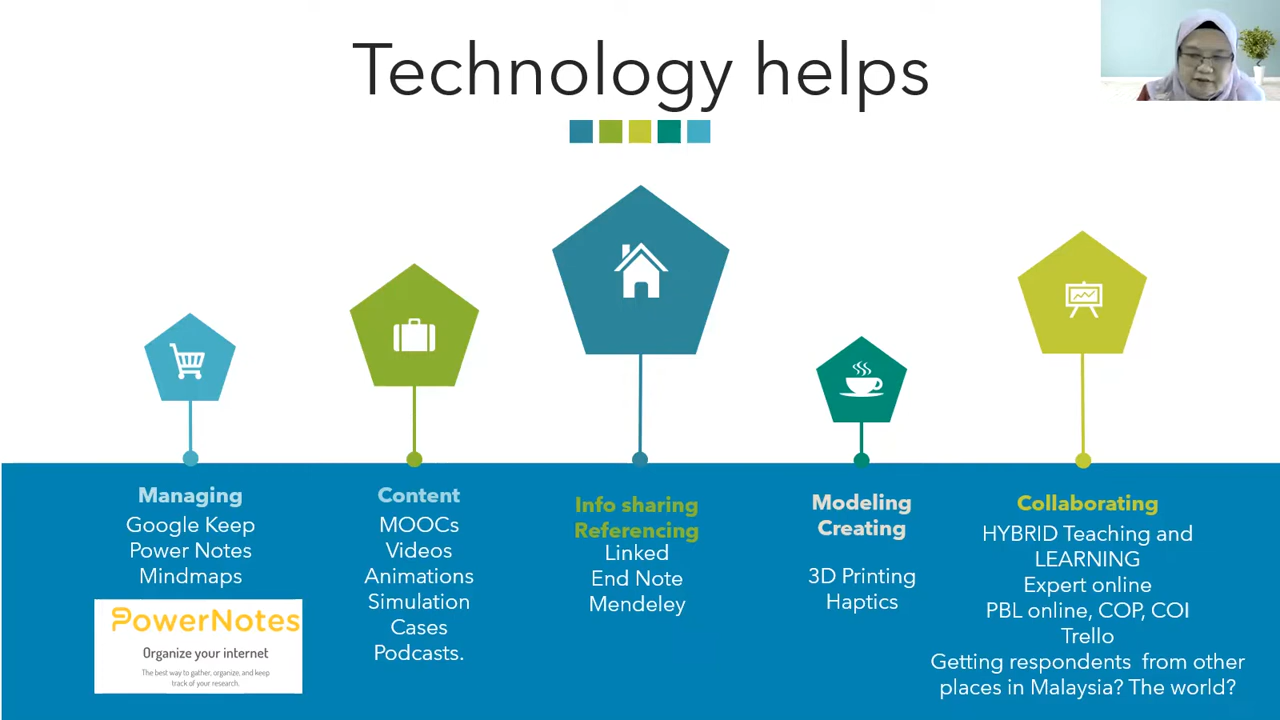 Technology helps
Managing
Google Keep
Power Notes
Mindmaps
PowerNotes
Organize your internet
The best way to gather, organize, and keep
track of your research.
Content
MOOCs
Videos
Animations
Simulation
Cases
Podcasts.
Info sharing
Referencing
Linked
End Note
Mendeley
Modeling
Creating
3D Printing
Haptics
Collaborating
HYBRID Teaching and
LEARNING
Expert online
PBL online, COP, COI
Trello
Getting respondents from other
places in Malaysia? The world?